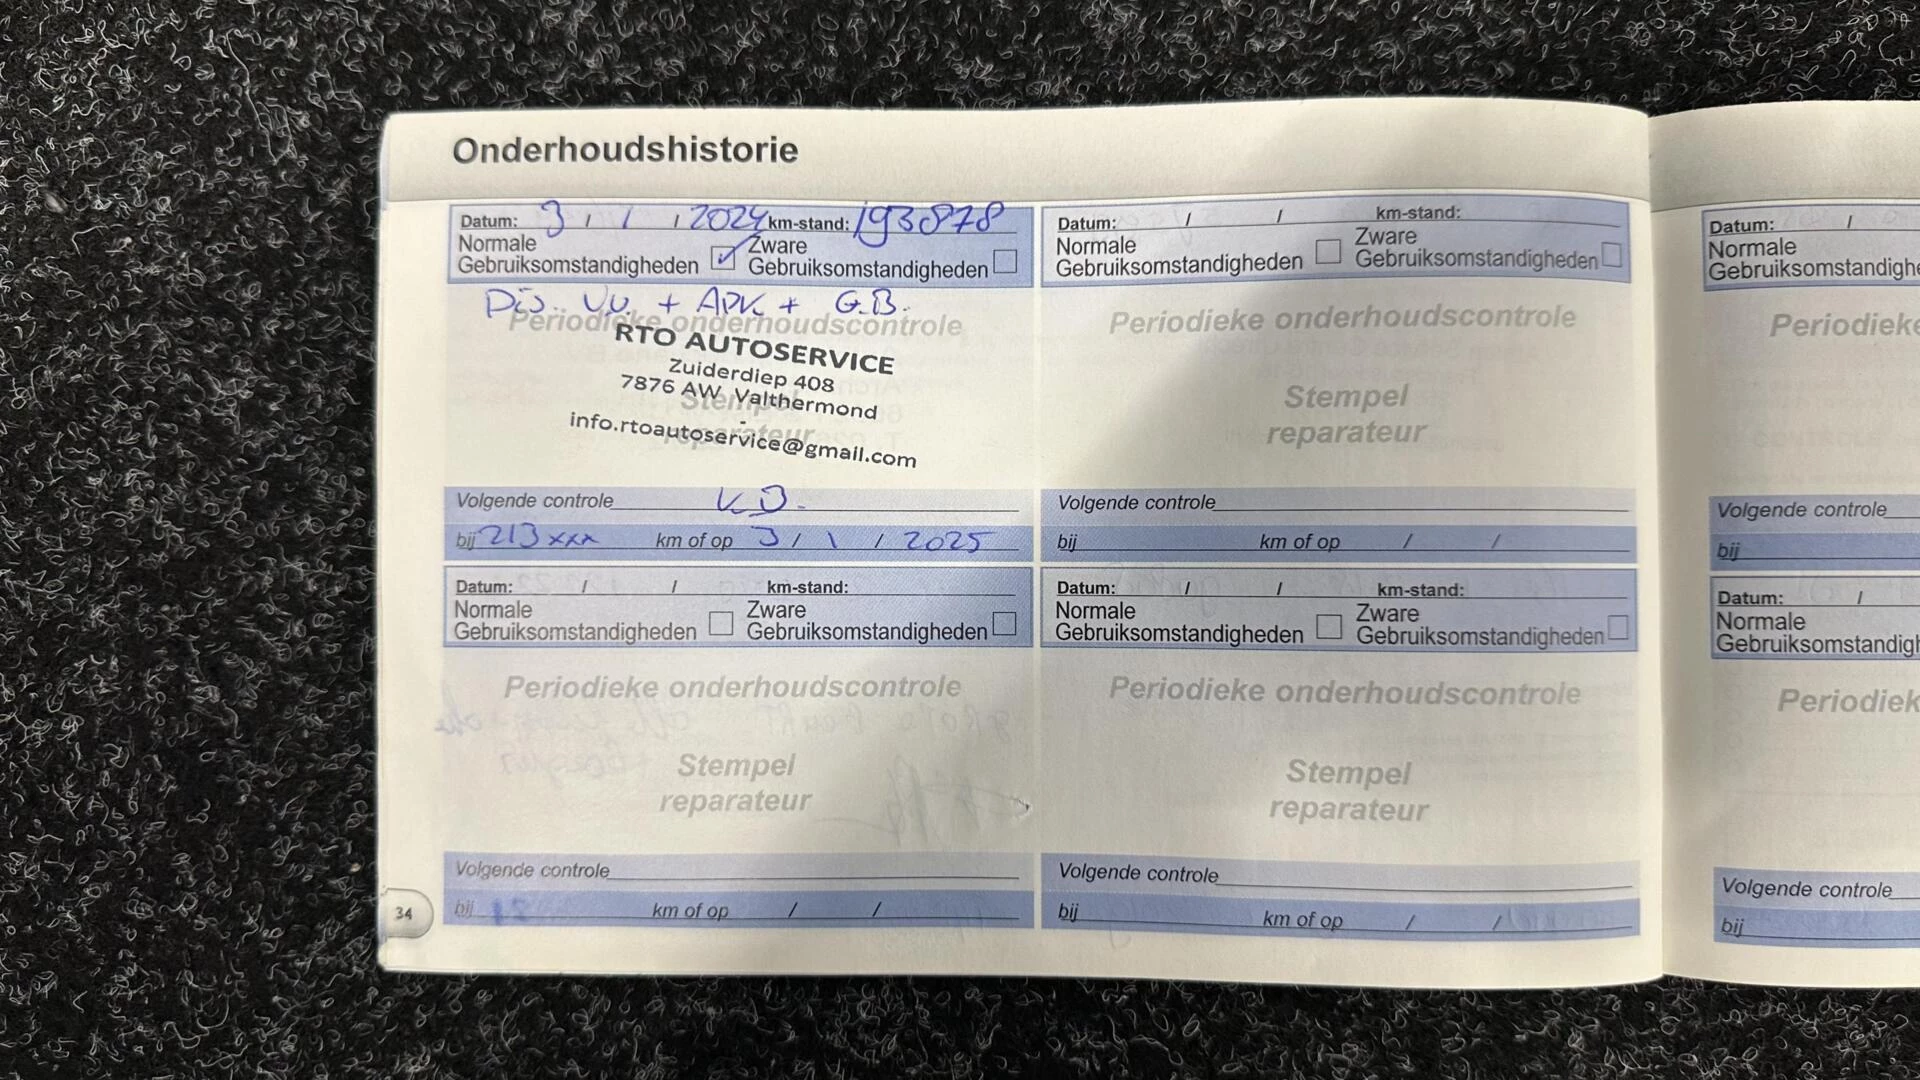 Onderhoudshistorie
Datum: 3 / 1 / 2024 km-stand: 193878
Normale Gebruiksomstandigheden ✓ Zware Gebruiksomstandigheden
V.V. + APK + G.B.
Periodieke onderhoudscontrole
RTO AUTOSERVICE
Zuiderdiep 408
7876 AW Valthermond
Stempel
info.rtoautoservice@gmail.com
reparateur
Volgende controle K.B.
bij 213xxx km of op 3 / 1 / 2025
Datum: / / km-stand:
Normale Gebruiksomstandigheden Zware Gebruiksomstandigheden
Periodieke onderhoudscontrole
Stempel
reparateur
Volgende controle
bij km of op / /
Datum: / / km-stand:
Normale Gebruiksomstandigheden Zware Gebruiksomstandigheden
Periodieke onderhoudscontrole
Stempel
reparateur
Volgende controle
bij km of op / /
Datum: / / km-stand:
Normale Gebruiksomstandigheden Zware Gebruiksomstandigheden
Periodieke onderhoudscontrole
Stempel
reparateur
Volgende controle
bij km of op / /
34
Datum: /
Normale
Gebruiksomstandighe
Periodieke
Volgende controle
bij
Datum: /
Normale
Gebruiksomstandigh
Periodiek
Volgende controle
bij